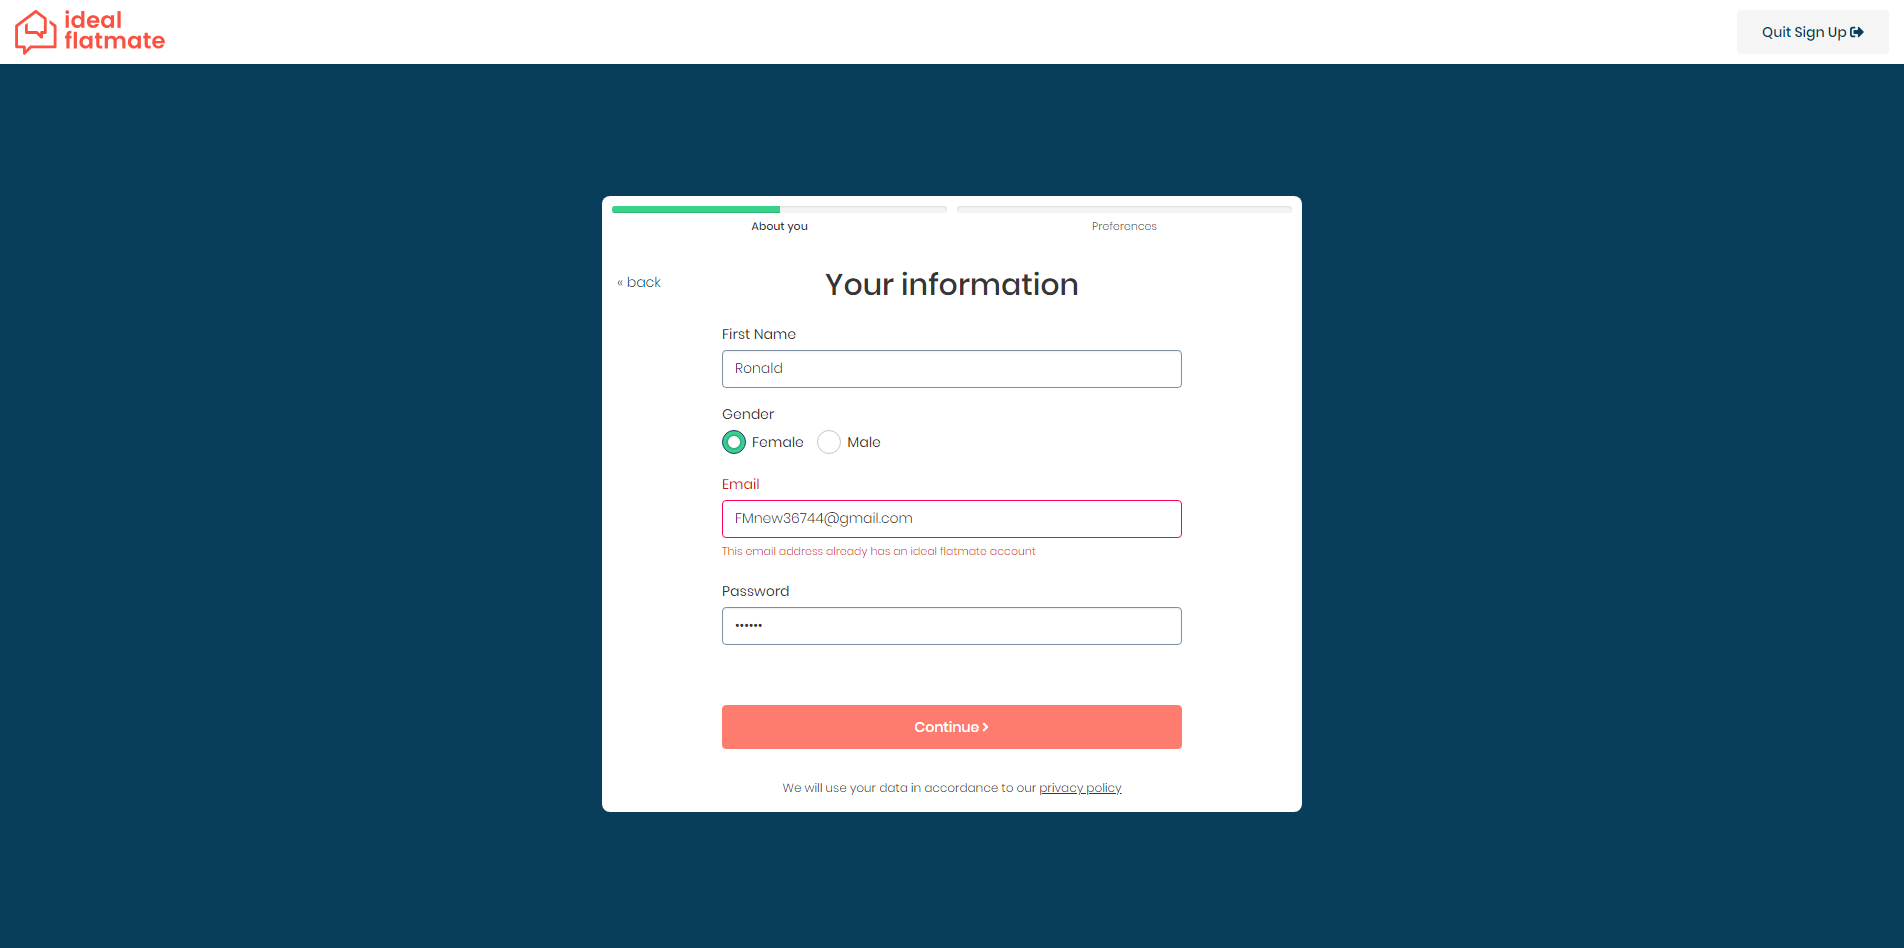 ideal
flatmate
Quit Sign Up
About you
Preferences
« back
Your information
First Name
Ronald
Gender
Female
Male
Email
FMnew36744@gmail.com
This email address already has an ideal flatmate account
Password
••••••
Continue
We will use your data in accordance to our privacy policy